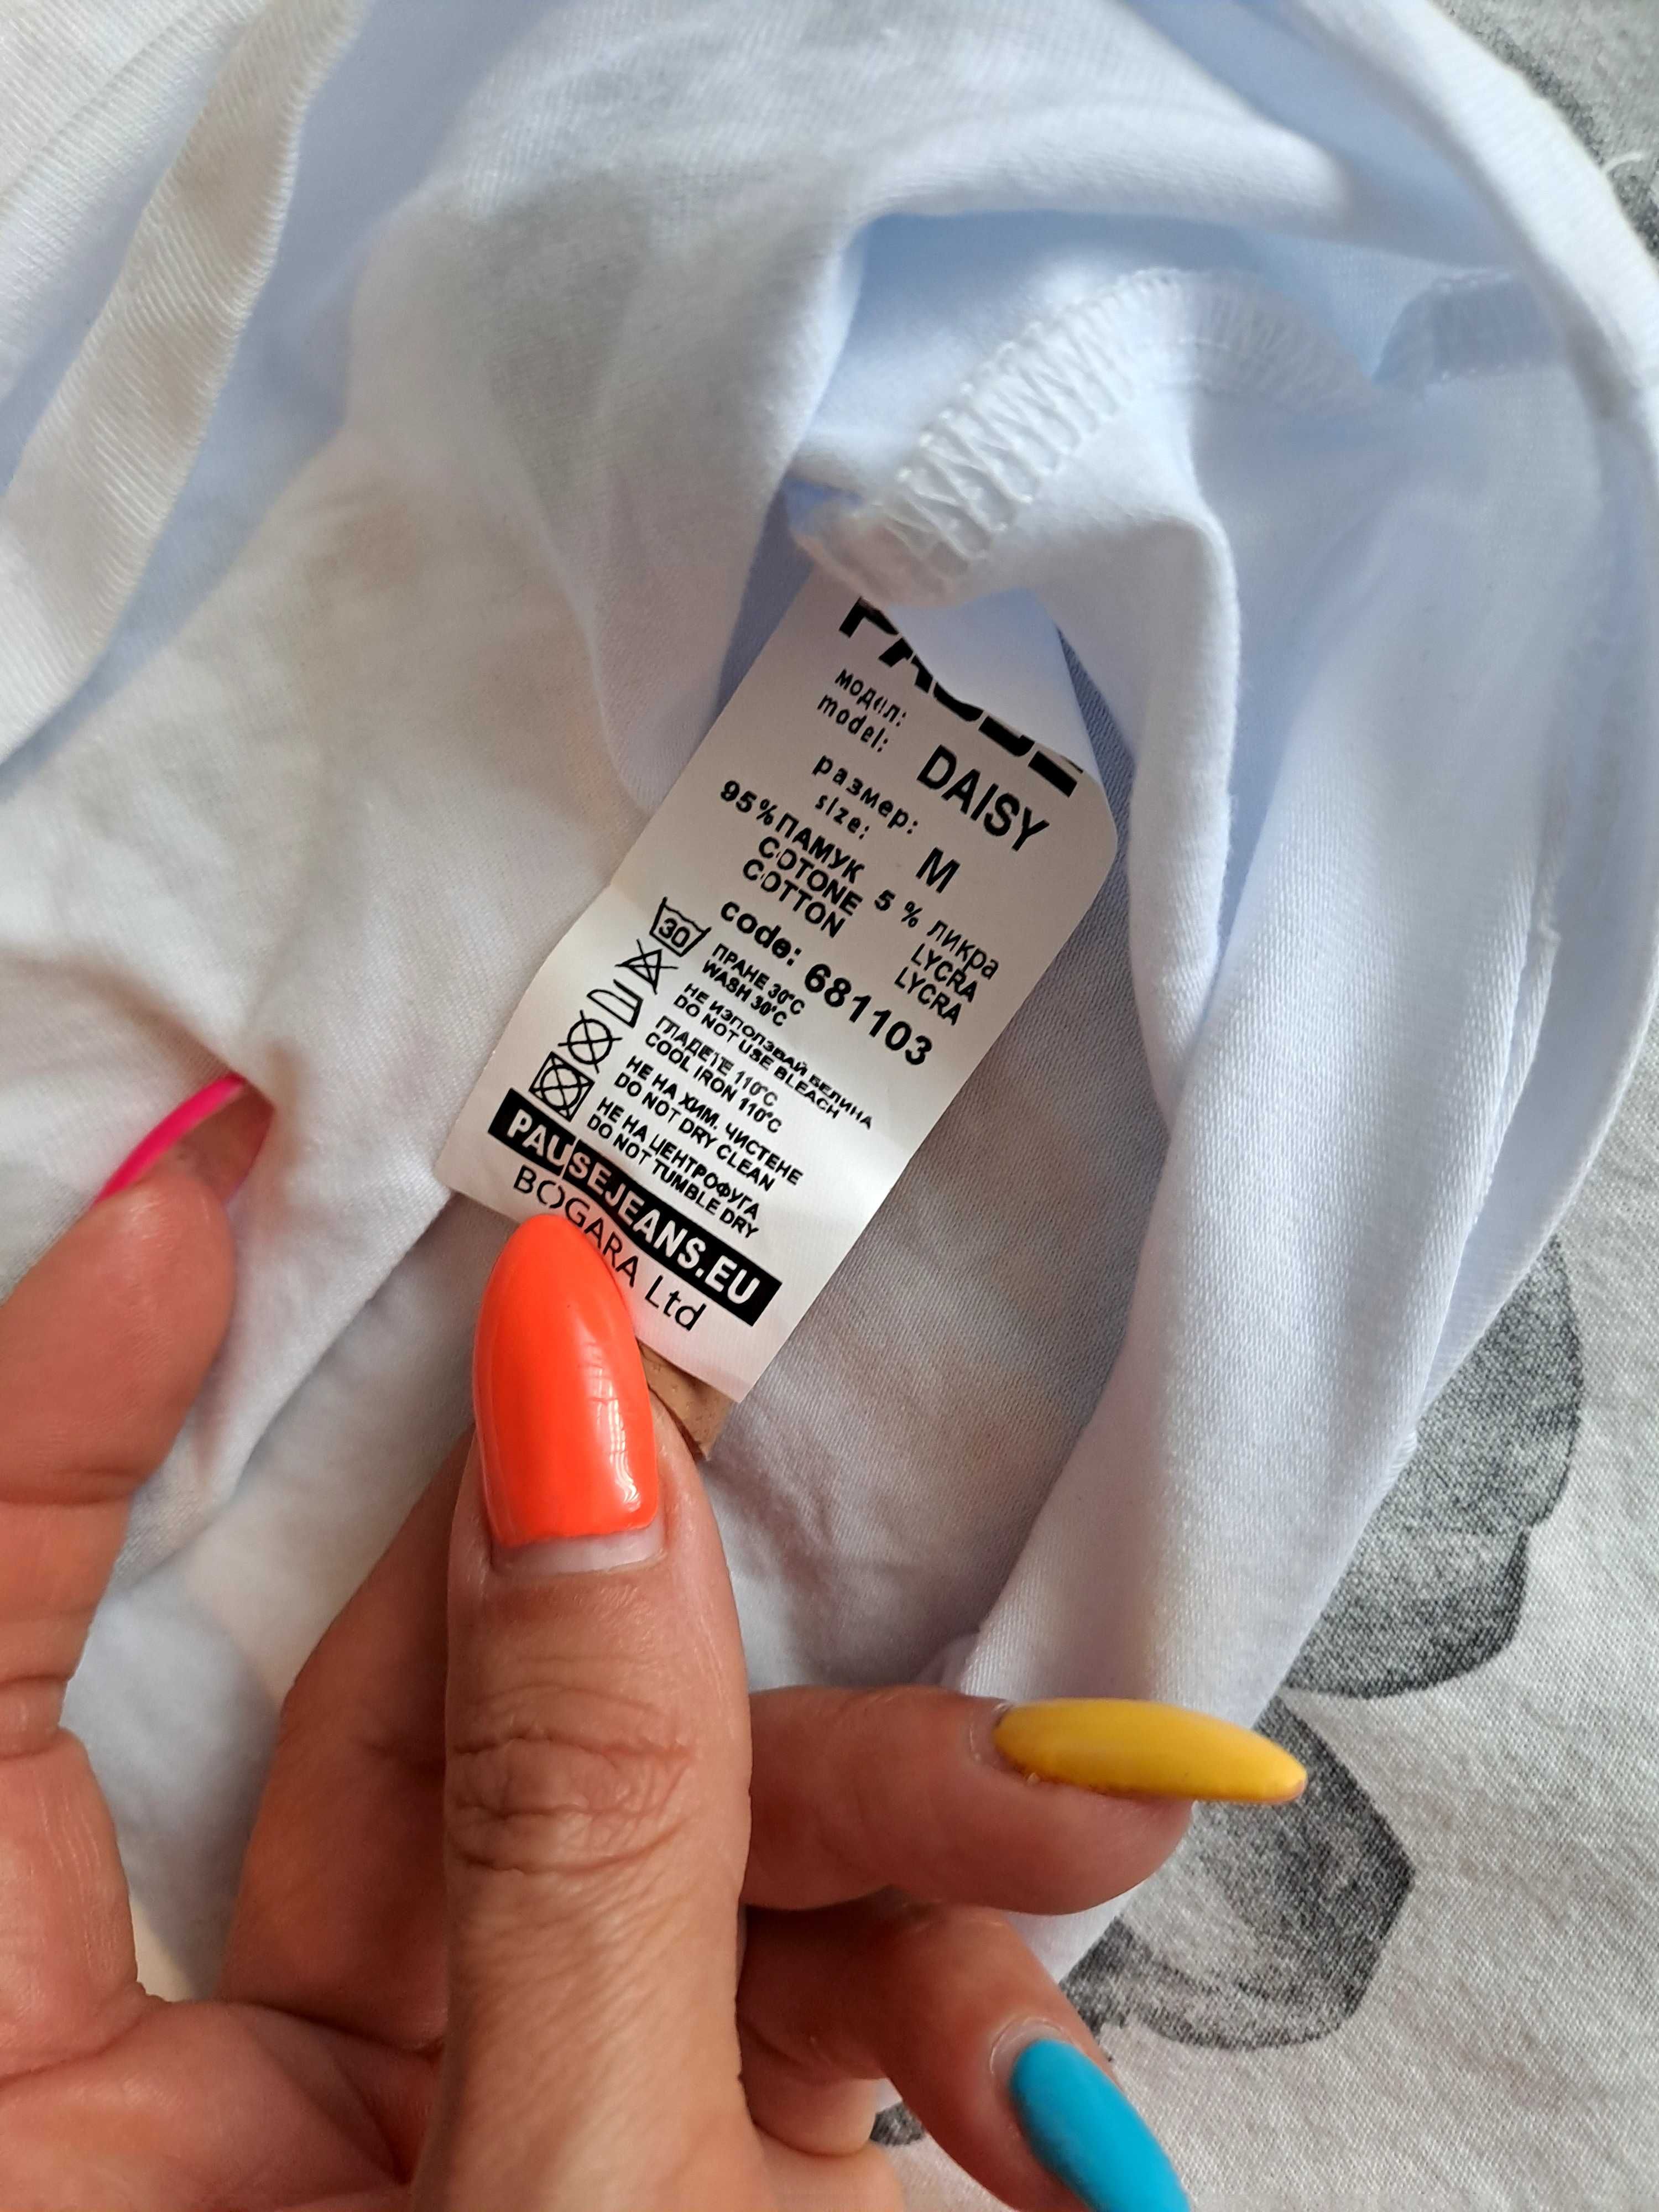 PAUSE
модел:
model: DAISY
размер:
size: M
95% ПАМУК 5 % ликра
COTONE LYCRA
COTTON LYCRA
code: 681103
30
ПРАНЕ 30°C
WASH 30°C
НЕ ИЗПОЛЗВАЙ БЕЛИНА
DO NOT USE BLEACH
ГЛАДЕТЕ 110°C
COOL IRON 110°C
НЕ НА ХИМ. ЧИСТЕНЕ
DO NOT DRY CLEAN
НЕ НА ЦЕНТРОФУГА
DO NOT TUMBLE DRY
PAUSEJEANS.EU
BOGARA Ltd